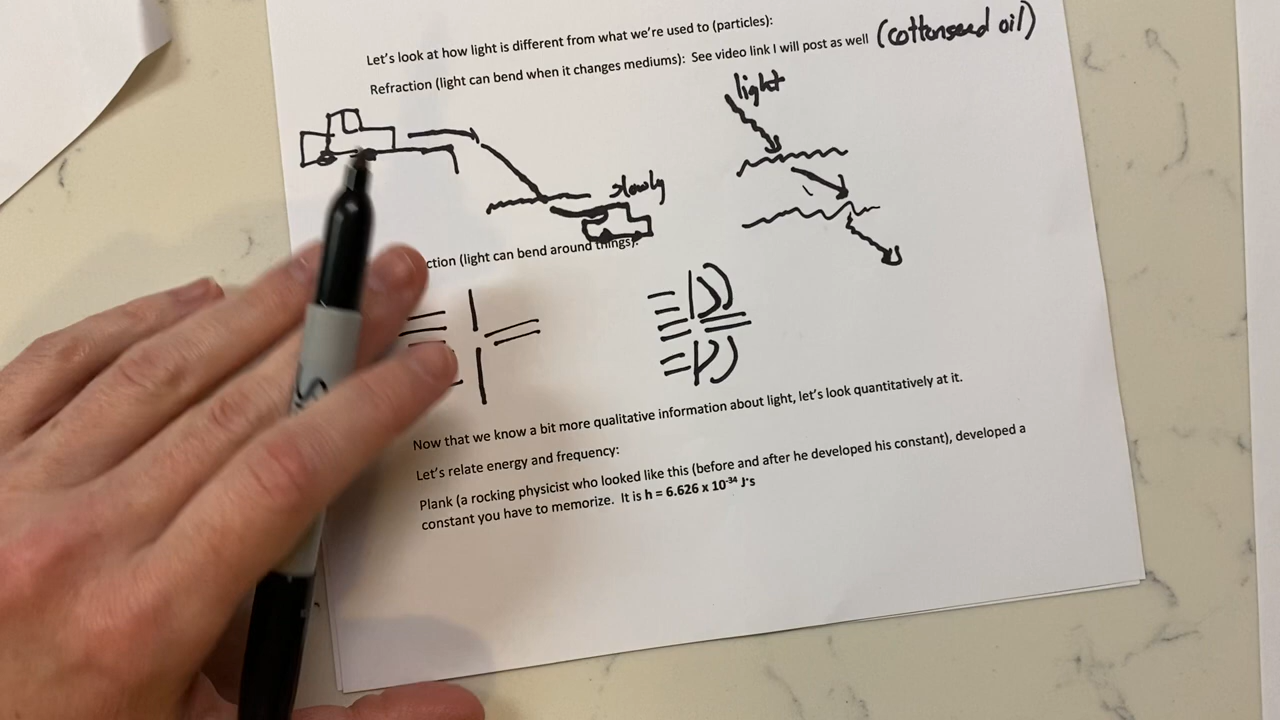 Let's look at how light is different from what we're used to (particles):
Refraction (light can bend when it changes mediums): See video link I will post as well (cottonseed oil)
light
slowly
ction (light can bend around things):
Now that we know a bit more qualitative information about light, let's look quantitatively at it.
Let's relate energy and frequency:
Plank (a rocking physicist who looked like this (before and after he developed his constant), developed a
constant you have to memorize. It is h = 6.626 x 10⁻³⁴ J's